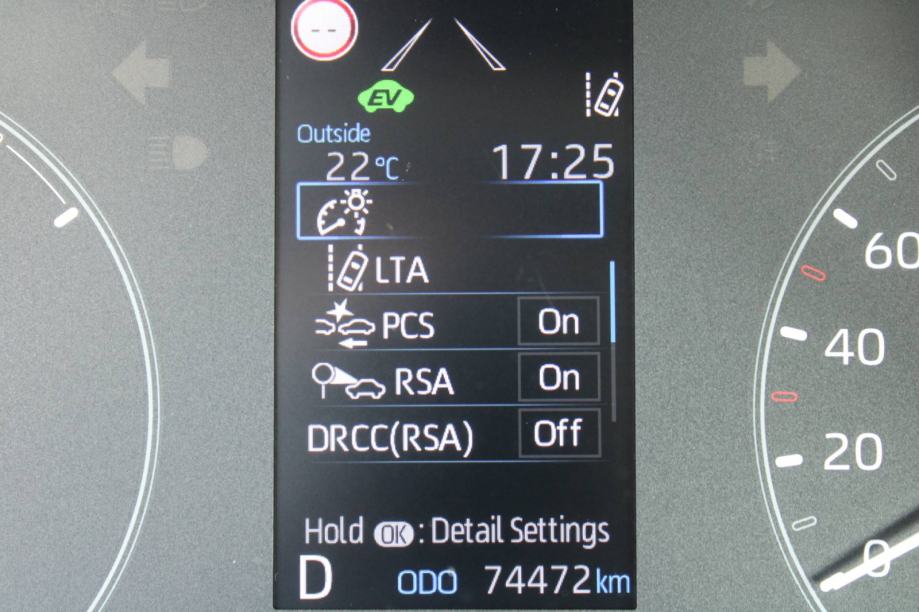 --
EV
Outside
22°C 17:25
LTA
PCS On
RSA On
DRCC(RSA) Off
Hold OK : Detail Settings
D ODO 74472 km
60
40
20
0